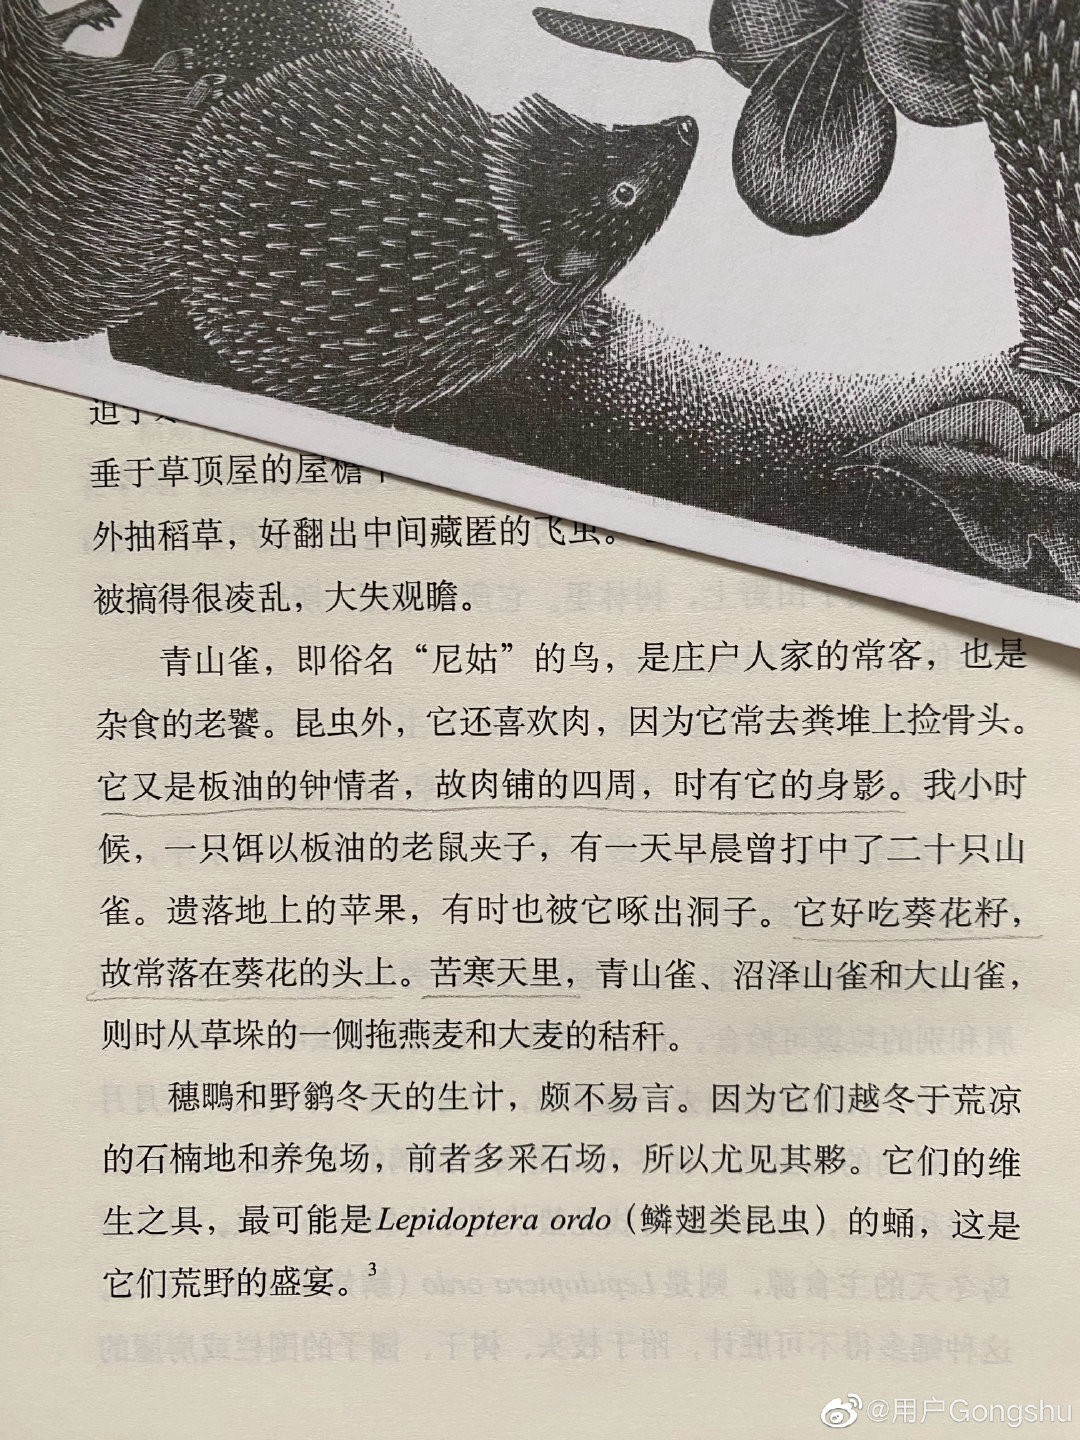 垂于草顶屋的屋檐下
外抽稻草，好翻出中间藏匿的飞虫。
被搞得很凌乱，大失观瞻。
青山雀，即俗名“尼姑”的鸟，是庄户人家的常客，也是
杂食的老饕。昆虫外，它还喜欢肉，因为它常去粪堆上捡骨头。
它又是板油的钟情者，故肉铺的四周，时有它的身影。我小时
候，一只饵以板油的老鼠夹子，有一天早晨曾打中了二十只山
雀。遗落地上的苹果，有时也被它啄出洞子。它好吃葵花籽，
故常落在葵花的头上。苦寒天里，青山雀、沼泽山雀和大山雀，
则时从草垛的一侧拖燕麦和大麦的秸秆。
穗䳭和野鹟冬天的生计，颇不易言。因为它们越冬于荒凉
的石楠地和养兔场，前者多采石场，所以尤见其夥。它们的维
生之具，最可能是Lepidoptera ordo（鳞翅类昆虫）的蛹，这是
它们荒野的盛宴。3
@用户Gongshu